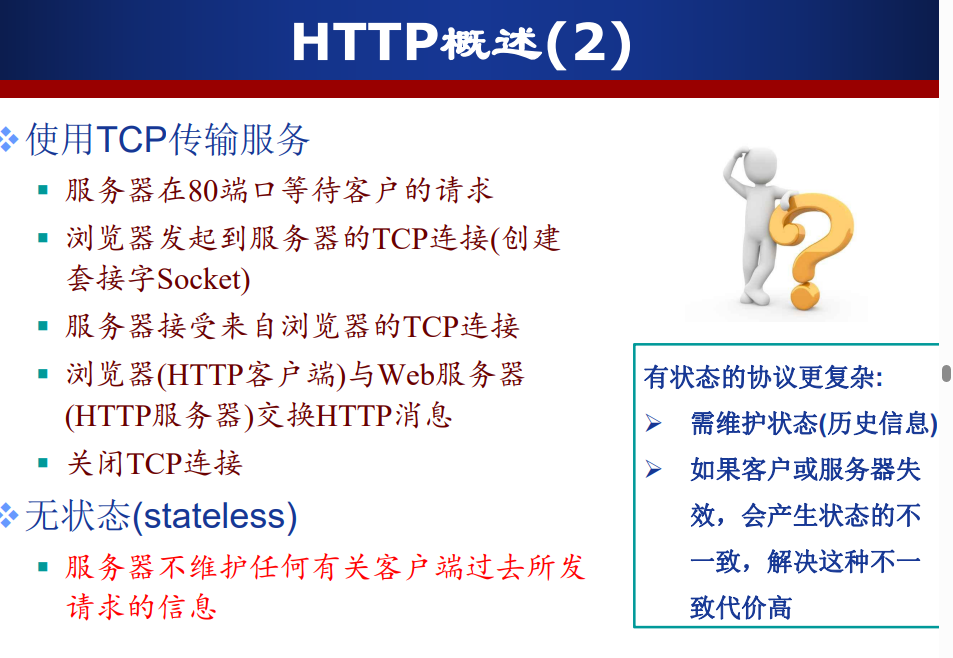 HTTP概述(2)
使用TCP传输服务
服务器在80端口等待客户的请求
浏览器发起到服务器的TCP连接(创建
套接字Socket)
服务器接受来自浏览器的TCP连接
浏览器(HTTP客户端)与Web服务器
(HTTP服务器)交换HTTP消息
关闭TCP连接
无状态(stateless)
服务器不维护任何有关客户端过去所发
请求的信息
有状态的协议更复杂:
需维护状态(历史信息)
如果客户或服务器失
效，会产生状态的不
一致，解决这种不一
致代价高